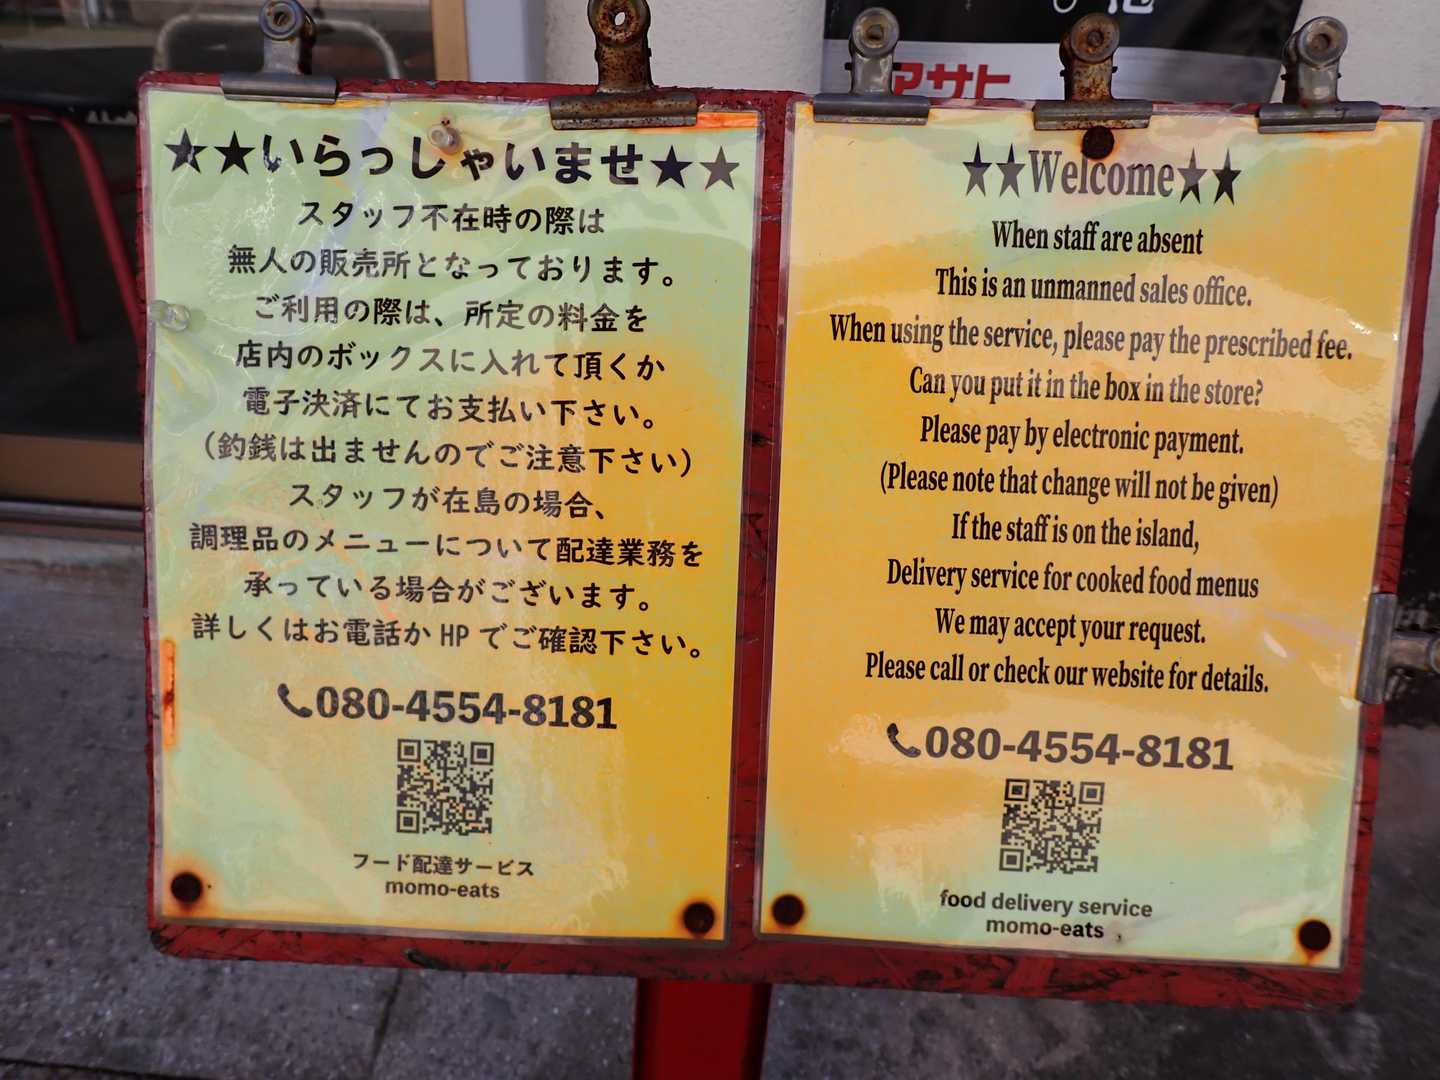 アサヒ
★★いらっしゃいませ★★
スタッフ不在時の際は
無人の販売所となっております。
ご利用の際は、所定の料金を
店内のボックスに入れて頂くか
電子決済にてお支払い下さい。
（釣銭は出ませんのでご注意下さい）
スタッフが在島の場合、
調理品のメニューについて配達業務を
承っている場合がございます。
詳しくはお電話か HP でご確認下さい。
080-4554-8181
フード配達サービス
momo-eats
★★Welcome★★
When staff are absent
This is an unmanned sales office.
When using the service, please pay the prescribed fee.
Can you put it in the box in the store?
Please pay by electronic payment.
(Please note that change will not be given)
If the staff is on the island,
Delivery service for cooked food menus
We may accept your request.
Please call or check our website for details.
080-4554-8181
food delivery service
momo-eats